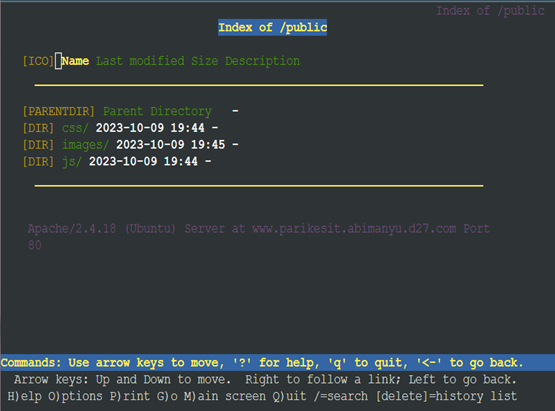 Index of /public
Index of /public
[ICO] Name Last modified Size Description
[PARENTDIR] Parent Directory -
[DIR] css/ 2023-10-09 19:44 -
[DIR] images/ 2023-10-09 19:45 -
[DIR] js/ 2023-10-09 19:44 -
Apache/2.4.18 (Ubuntu) Server at www.parikesit.abimanyu.d27.com Port
80
Commands: Use arrow keys to move, '?' for help, 'q' to quit, '<-' to go back.
Arrow keys: Up and Down to move. Right to follow a link; Left to go back.
H)elp O)ptions P)rint G)o M)ain screen Q)uit /=search [delete]=history list